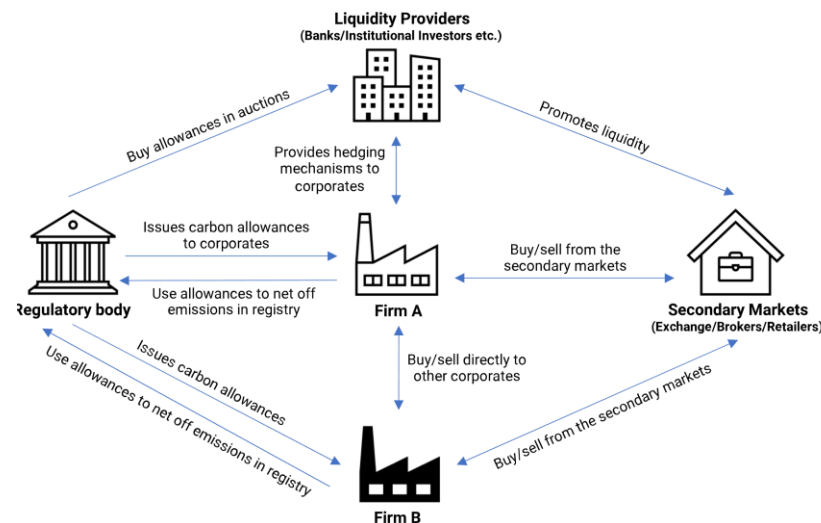 Liquidity Providers
(Banks/Institutional Investors etc.)
Buy allowances in auctions
Promotes liquidity
Provides hedging
mechanisms to
corporates
Issues carbon allowances
to corporates
Buy/sell from the
secondary markets
Use allowances to net off
emissions in registry
Regulatory body
Firm A
Secondary Markets
(Exchange/Brokers/Retailers)
Issues carbon allowances
Use allowances to net off emissions in registry
Buy/sell directly to
other corporates
Buy/sell from the secondary markets
Firm B